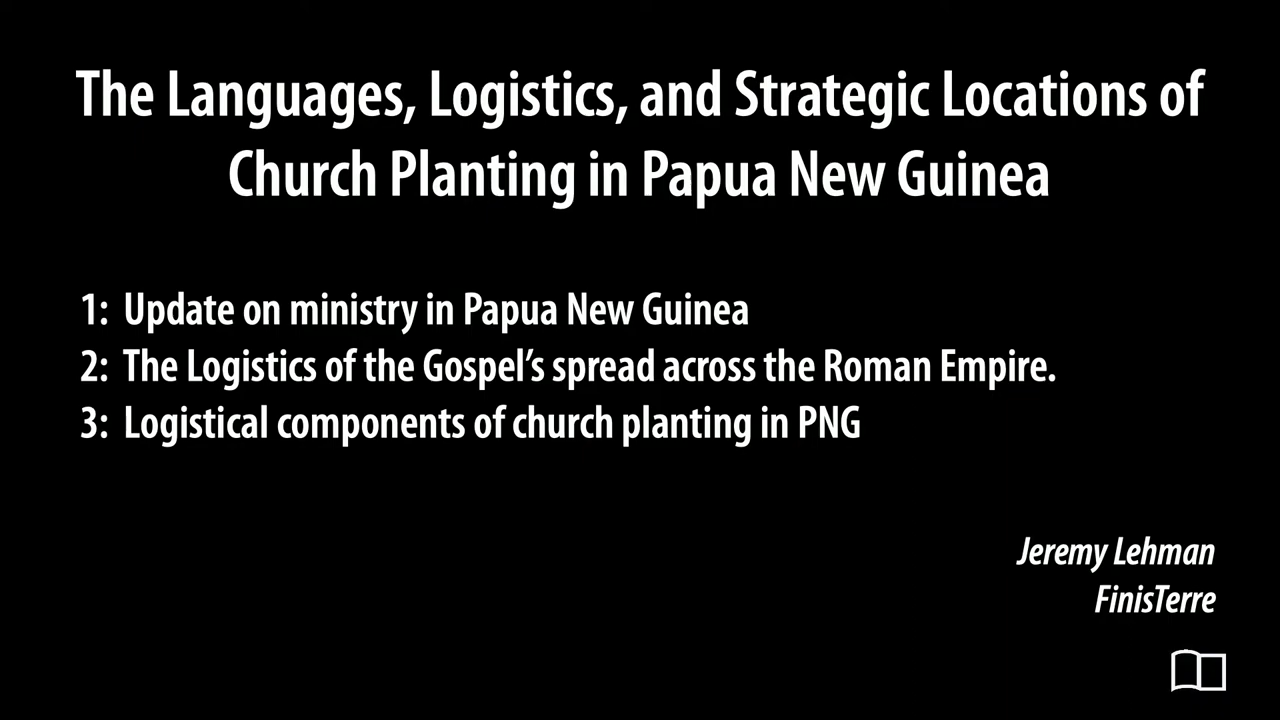 The Languages, Logistics, and Strategic Locations of
Church Planting in Papua New Guinea
1: Update on ministry in Papua New Guinea
2: The Logistics of the Gospel’s spread across the Roman Empire.
3: Logistical components of church planting in PNG
Jeremy Lehman
FinisTerre